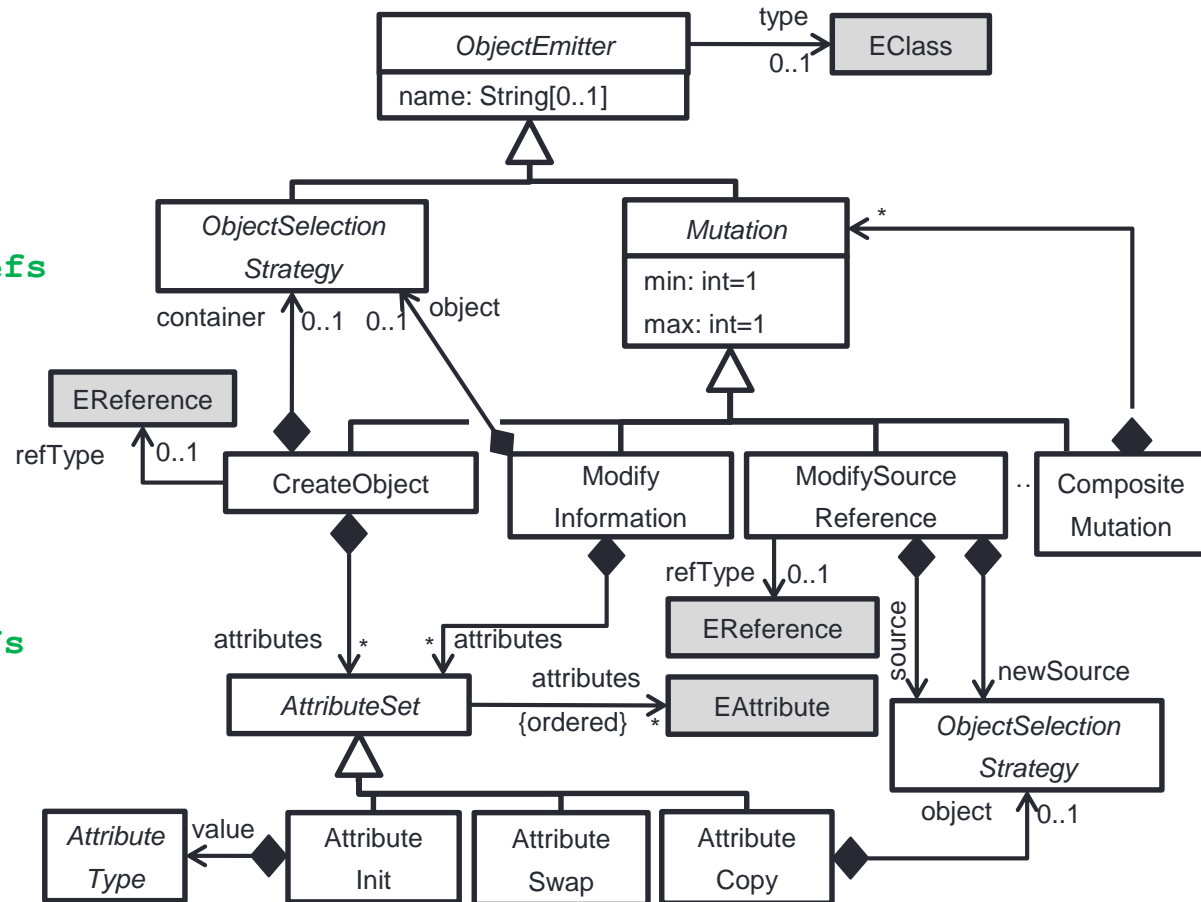 type
ObjectEmitter
EClass
0..1
name: String[0..1]
ObjectSelection
Strategy
Mutation
*
efs
min: int=1
max: int=1
container
0..1
0..1
object
EReference
refType
0..1
CreateObject
Modify
Information
ModifySource
Reference
..
Composite
Mutation
refType
0..1
EReference
source
newSource
fs
attributes
*
*
attributes
AttributeSet
attributes
{ordered}
*
EAttribute
ObjectSelection
Strategy
object
0..1
Attribute
Type
value
Attribute
Init
Attribute
Swap
Attribute
Copy